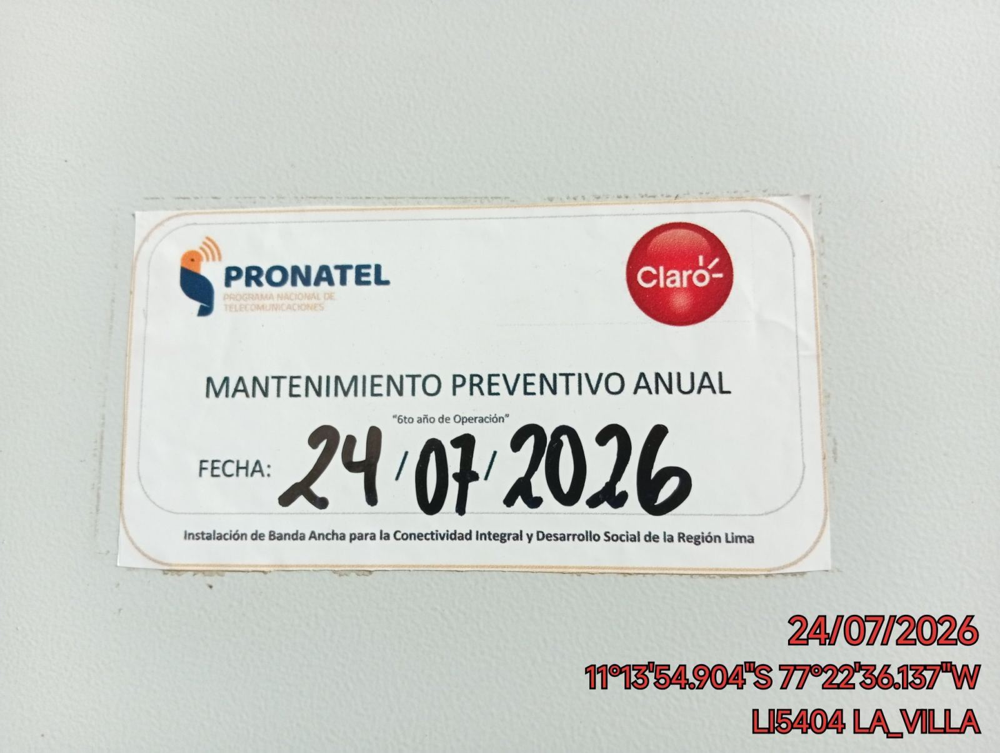 PRONATEL
PROGRAMA NACIONAL DE
TELECOMUNICACIONES
Claro
MANTENIMIENTO PREVENTIVO ANUAL
"6to año de Operación"
FECHA: 24/07/2026
Instalación de Banda Ancha para la Conectividad Integral y Desarrollo Social de la Región Lima
24/07/2026
11°13'54.904"S 77°22'36.137"W
LI5404 LA_VILLA